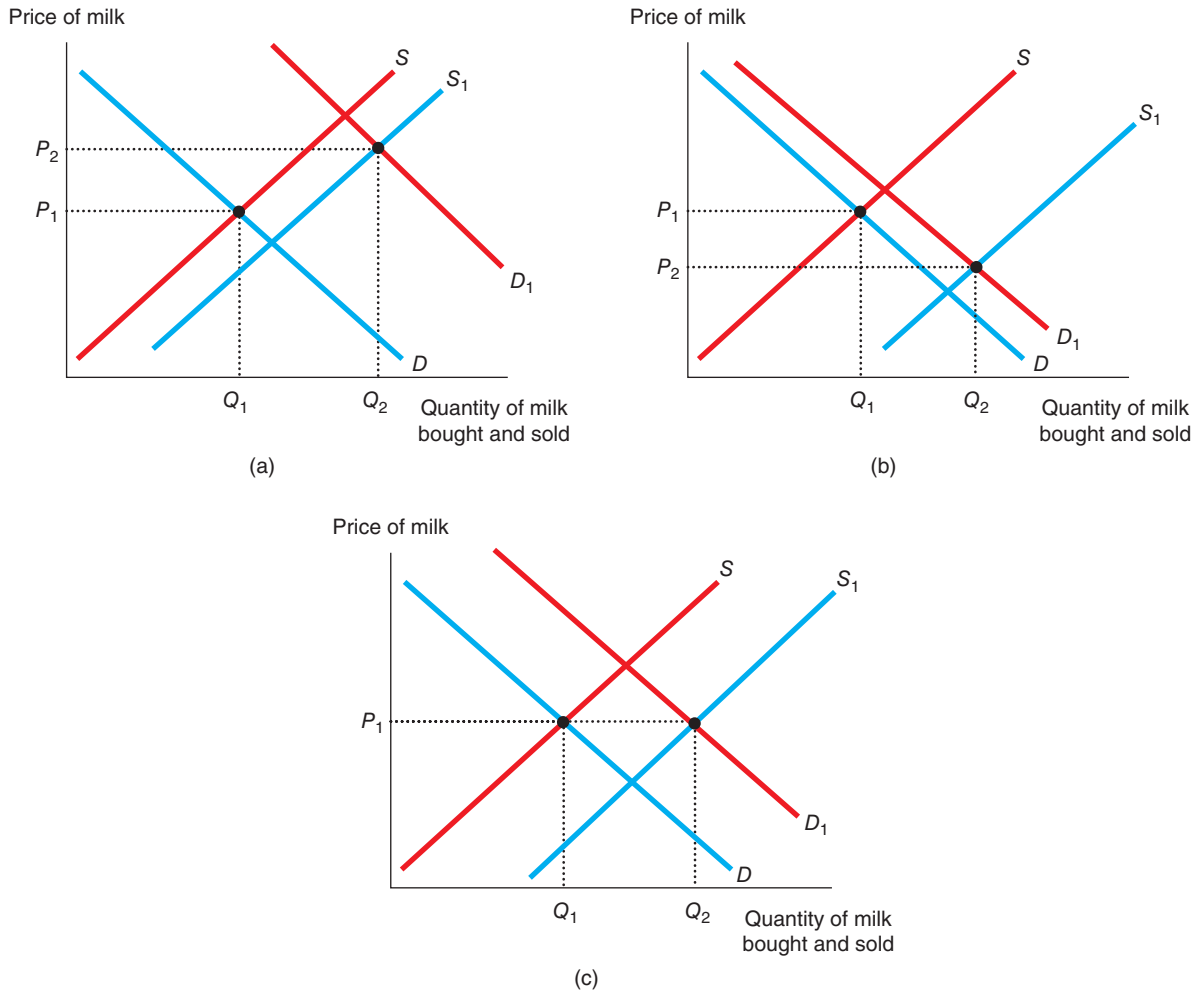 Price of milk
S
S1
P2
P1
D1
D
Q1
Q2
Quantity of milk
bought and sold
(a)
Price of milk
S
S1
P1
P2
D1
D
Q1
Q2
Quantity of milk
bought and sold
(b)
Price of milk
S
S1
P1
D1
D
Q1
Q2
Quantity of milk
bought and sold
(c)